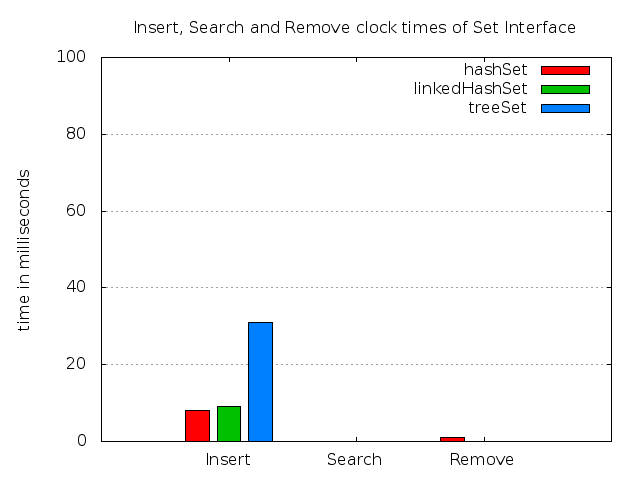 Insert, Search and Remove clock times of Set Interface
100
hashSet
linkedHashSet
treeSet
80
60
time in milliseconds
40
20
0
Insert Search Remove